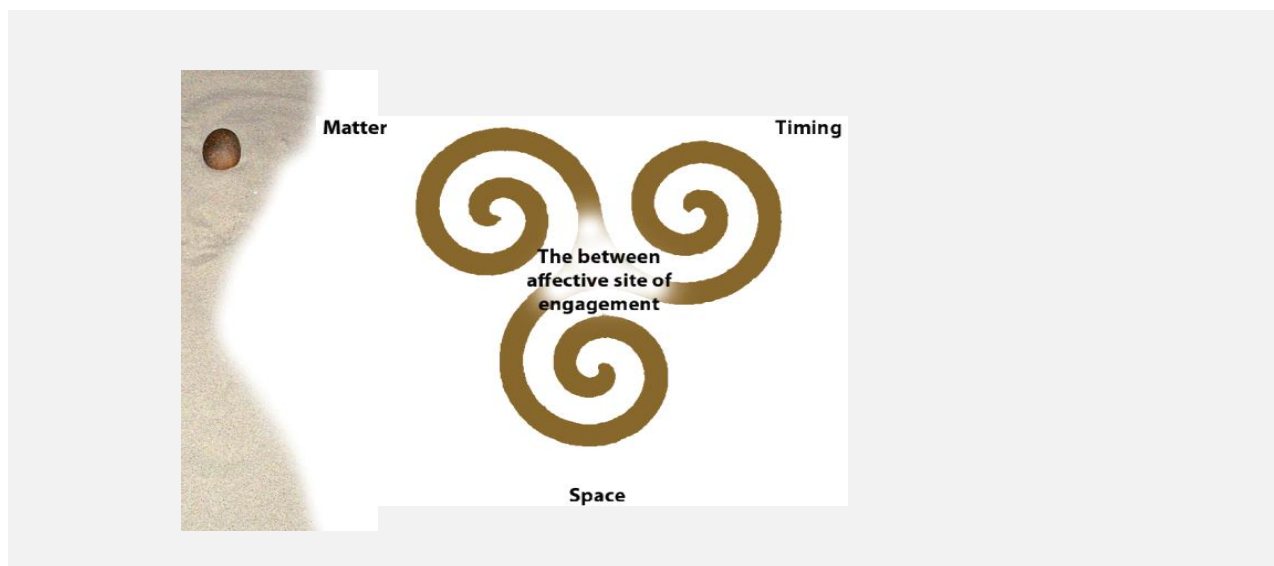 Matter
Timing
The between
affective site of
engagement
Space